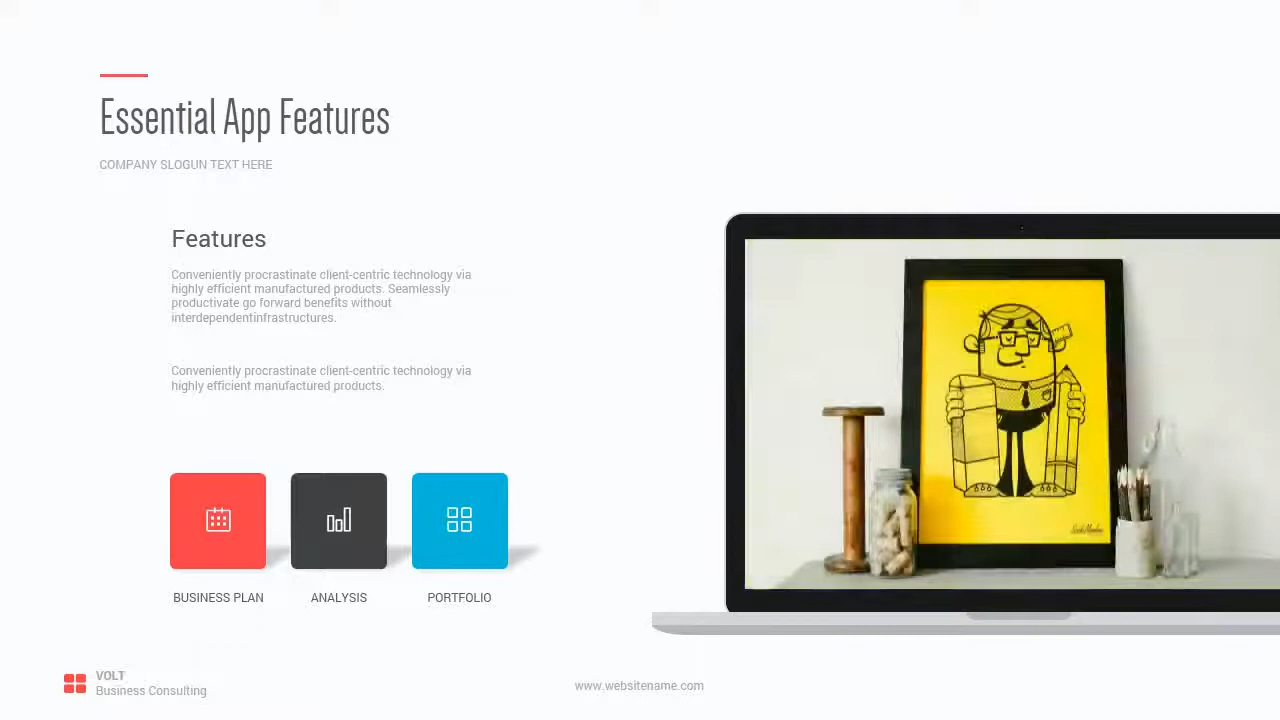 Essential App Features
COMPANY SLOGUN TEXT HERE
Features
Conveniently procrastinate client-centric technology via
highly efficient manufactured products. Seamlessly
productivate go forward benefits without
interdependentinfrastructures.
Conveniently procrastinate client-centric technology via
highly efficient manufactured products.
BUSINESS PLAN
ANALYSIS
PORTFOLIO
VOLT
Business Consulting
www.websitename.com